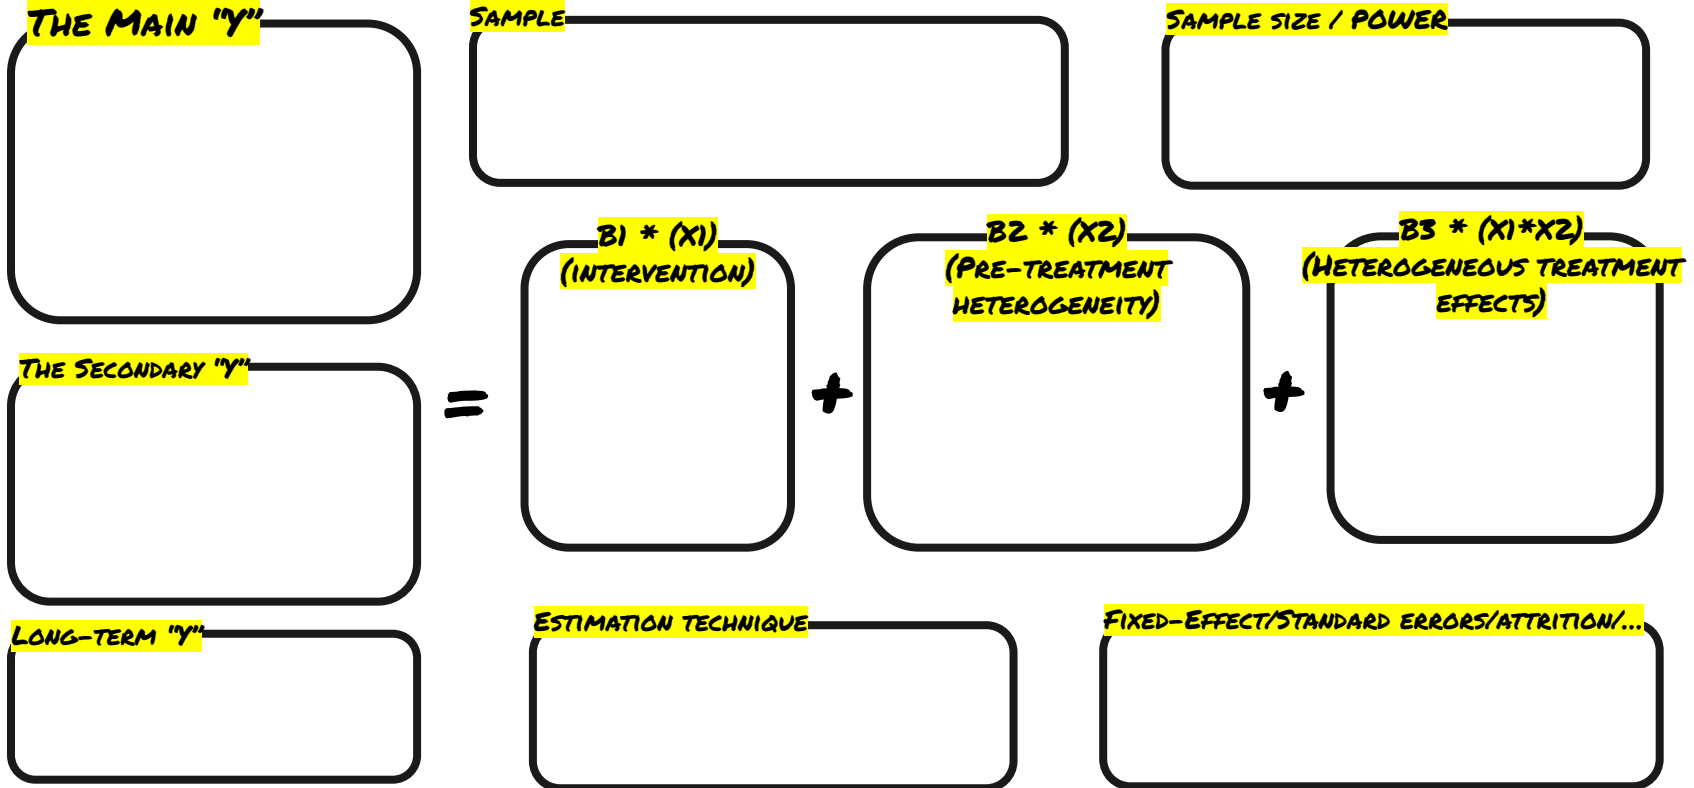 The Main "Y"
Sample
Sample size / POWER
B1 * (X1)
(intervention)
B2 * (X2)
(Pre-treatment
heterogeneity)
B3 * (X1*X2)
(Heterogeneous treatment
effects)
The Secondary "Y"
=
+
+
Long-term "Y"
Estimation technique
Fixed-Effect/Standard errors/attrition/...